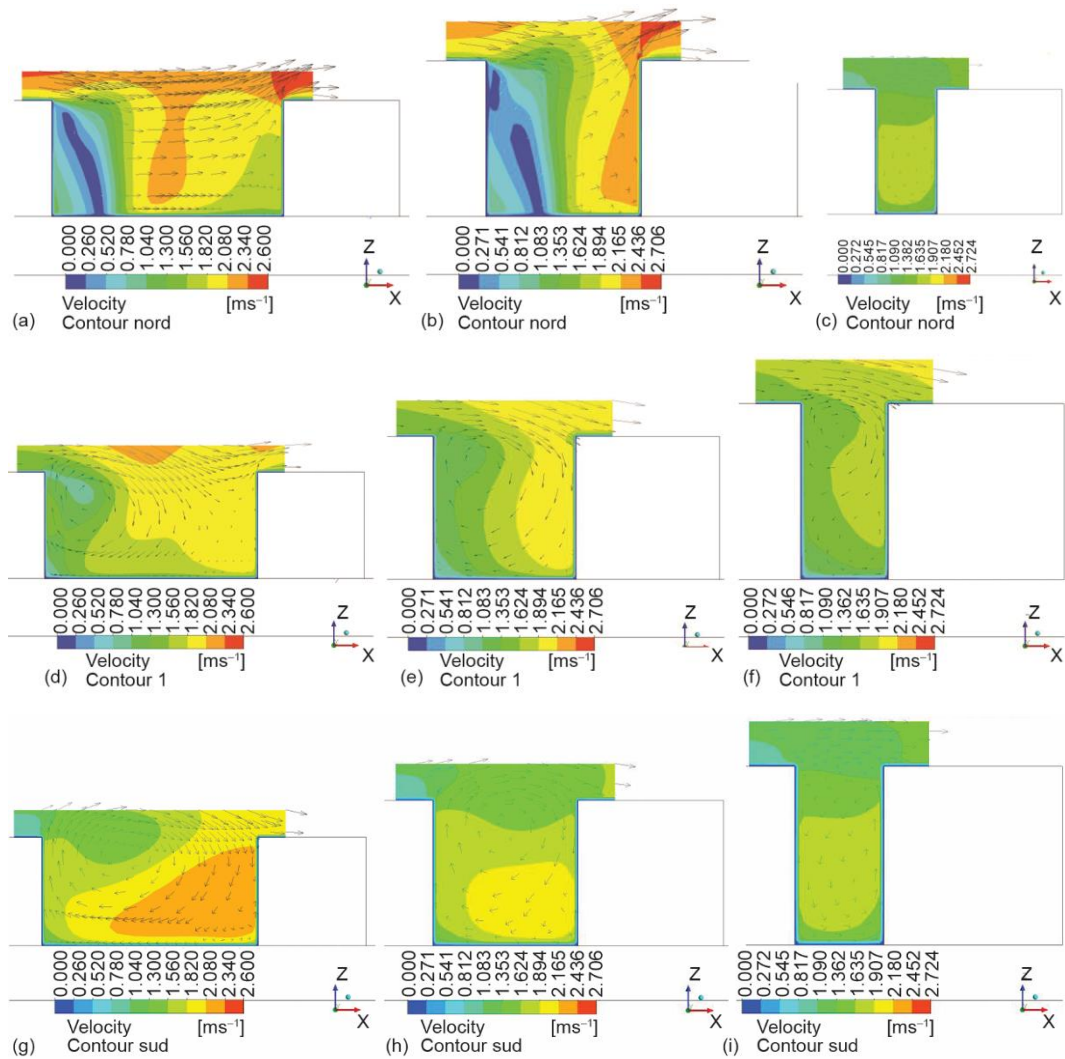 0.000 0.260 0.520 0.780 1.040 1.300 1.560 1.820 2.080 2.340 2.600
Z
X
Velocity [ms⁻¹]
(a) Contour nord
0.000 0.271 0.541 0.812 1.083 1.353 1.624 1.894 2.165 2.436 2.706
Z
X
Velocity [ms⁻¹]
(b) Contour nord
0.000 0.272 0.545 0.817 1.090 1.382 1.635 1.907 2.180 2.452 2.724
Z
X
Velocity [ms⁻¹]
(c) Contour nord
0.000 0.260 0.520 0.780 1.040 1.300 1.560 1.820 2.080 2.340 2.600
Z
X
Velocity [ms⁻¹]
(d) Contour 1
0.000 0.271 0.541 0.812 1.083 1.353 1.624 1.894 2.165 2.436 2.706
Z
X
Velocity [ms⁻¹]
(e) Contour 1
0.000 0.272 0.546 0.817 1.090 1.362 1.635 1.907 2.180 2.452 2.724
Z
X
Velocity [ms⁻¹]
(f) Contour 1
0.000 0.260 0.520 0.780 1.040 1.300 1.560 1.820 2.080 2.340 2.600
Z
X
Velocity [ms⁻¹]
(g) Contour sud
0.000 0.271 0.541 0.812 1.083 1.353 1.624 1.894 2.165 2.436 2.706
Z
X
Velocity [ms⁻¹]
(h) Contour sud
0.000 0.272 0.545 0.817 1.090 1.362 1.635 1.907 2.180 2.452 2.724
Z
X
Velocity [ms⁻¹]
(i) Contour sud